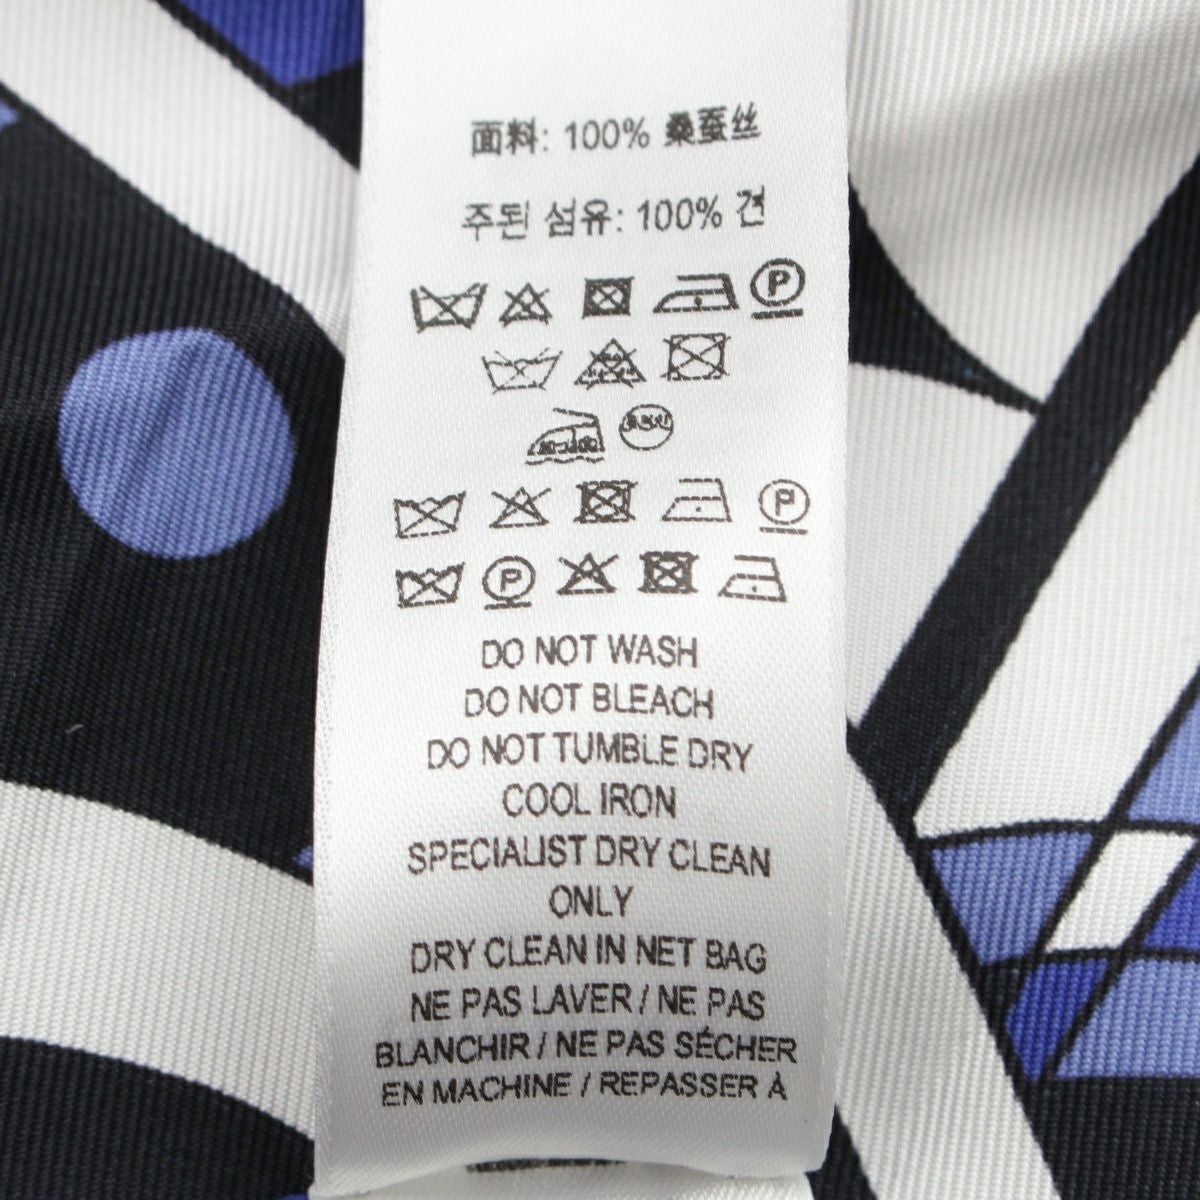 面料: 100% 桑蚕丝
주된 섬유: 100% 견
P
P
P
DO NOT WASH
DO NOT BLEACH
DO NOT TUMBLE DRY
COOL IRON
SPECIALIST DRY CLEAN
ONLY
DRY CLEAN IN NET BAG
NE PAS LAVER / NE PAS
BLANCHIR / NE PAS SÉCHER
EN MACHINE / REPASSER À